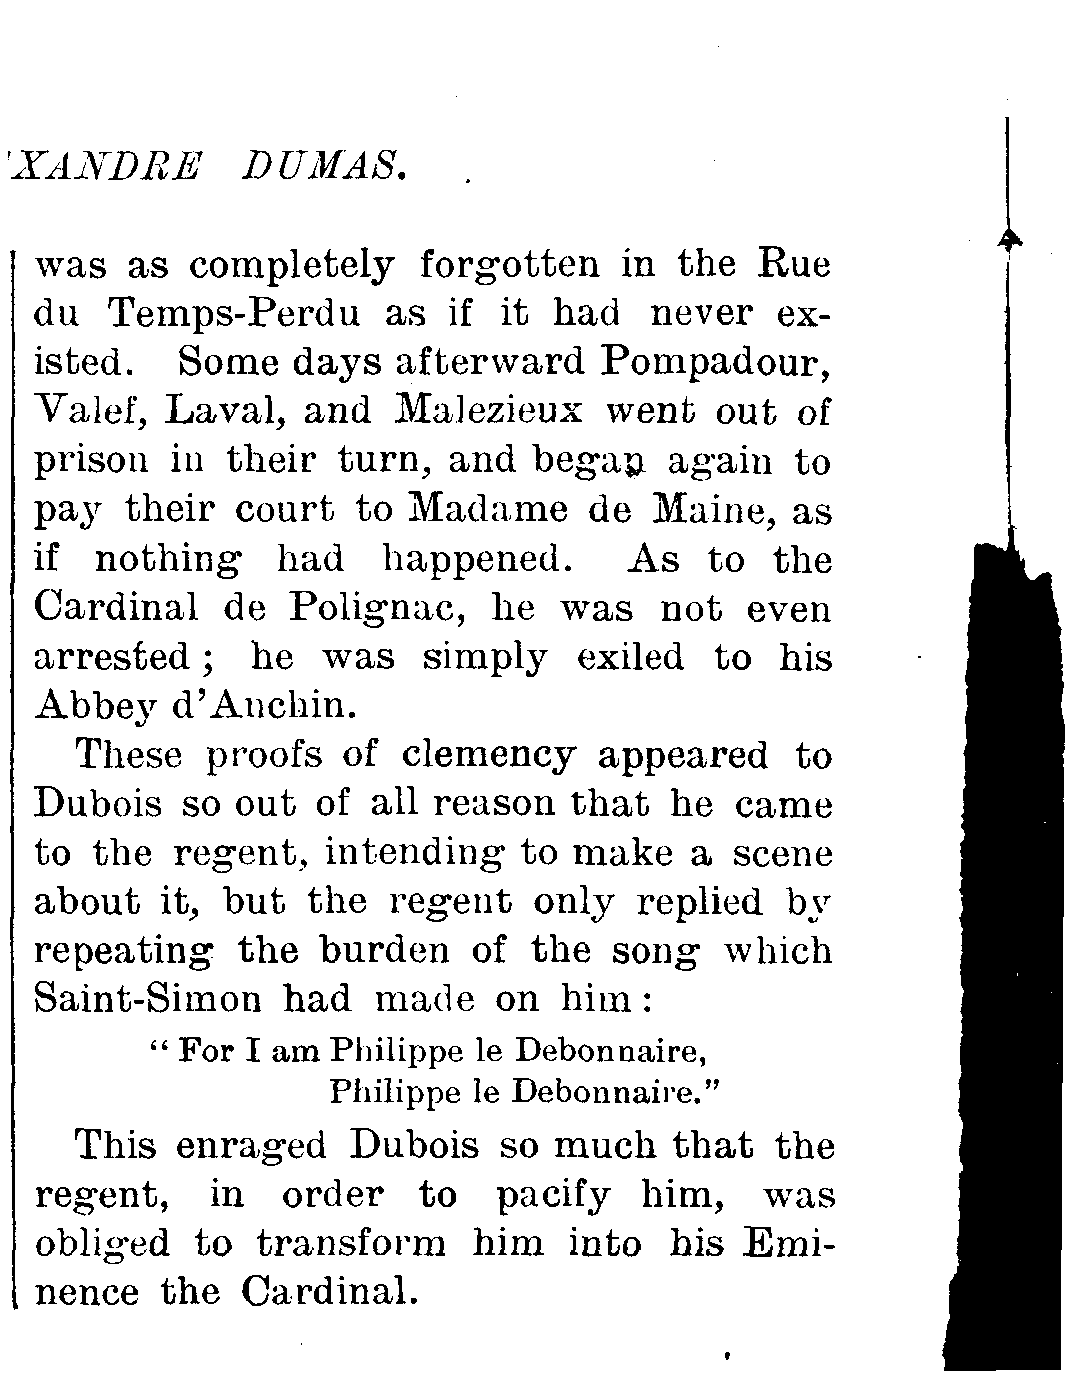 'XANDRE DUMAS.
was as completely forgotten in the Rue
du Temps-Perdu as if it had never ex-
isted. Some days afterward Pompadour,
Valef, Laval, and Malezieux went out of
prison in their turn, and began again to
pay their court to Madame de Maine, as
if nothing had happened. As to the
Cardinal de Polignac, he was not even
arrested ; he was simply exiled to his
Abbey d'Anchin.
These proofs of clemency appeared to
Dubois so out of all reason that he came
to the regent, intending to make a scene
about it, but the regent only replied by
repeating the burden of the song which
Saint-Simon had made on him :
“ For I am Philippe le Debonnaire,
Philippe le Debonnaire.”
This enraged Dubois so much that the
regent, in order to pacify him, was
obliged to transform him into his Emi-
nence the Cardinal.